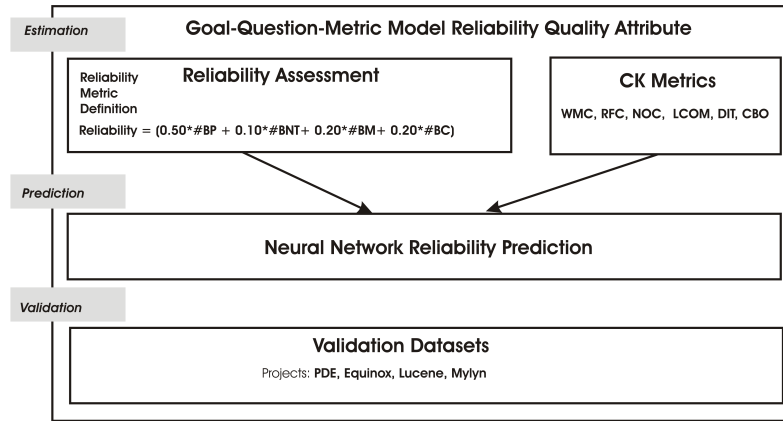 Estimation
Goal-Question-Metric Model Reliability Quality Attribute
Reliability
Metric
Definition
Reliability Assessment
Reliability = (0.50*#BP + 0.10*#BNT+ 0.20*#BM+ 0.20*#BC)
CK Metrics
WMC, RFC, NOC, LCOM, DIT, CBO
Prediction
Neural Network Reliability Prediction
Validation
Validation Datasets
Projects: PDE, Equinox, Lucene, Mylyn